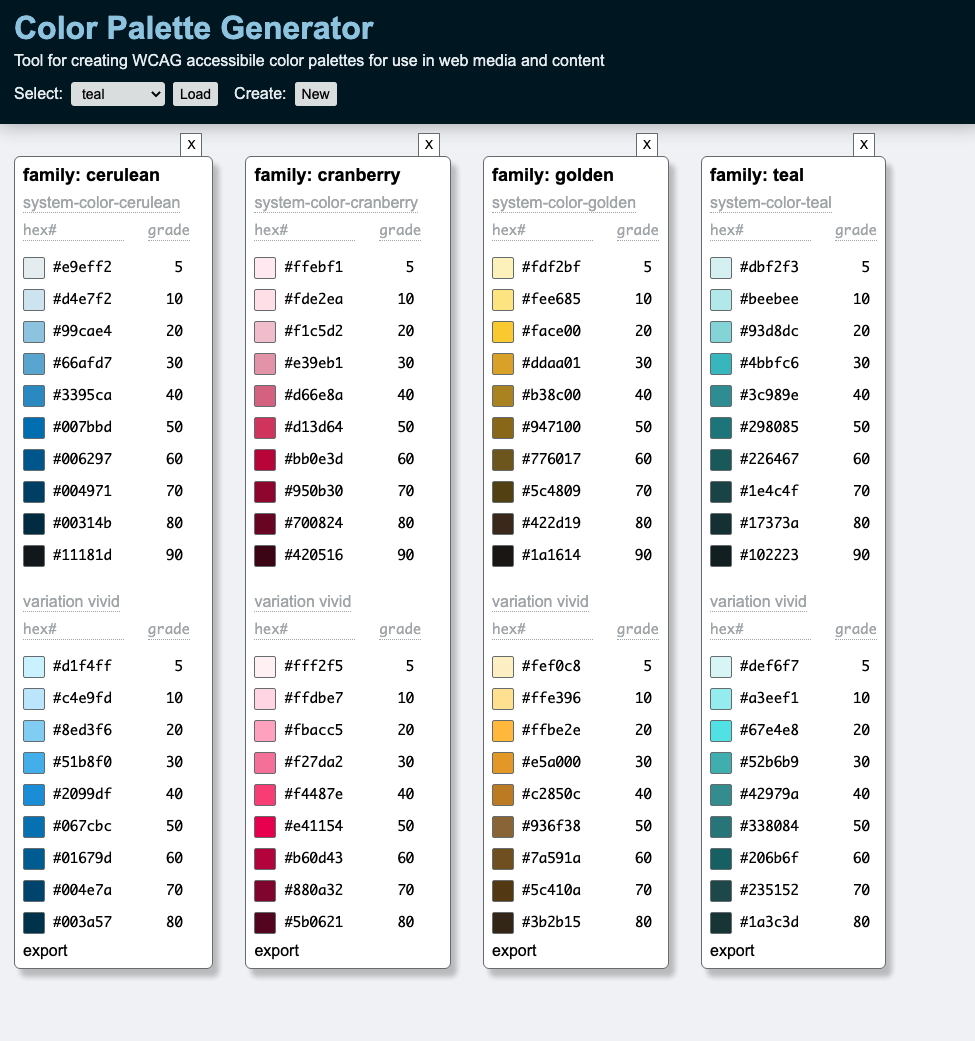 Color Palette Generator
Tool for creating WCAG accessibile color palettes for use in web media and content
Select: teal Load Create: New
X
family: cerulean
system-color-cerulean
hex# grade
#e9eff2 5
#d4e7f2 10
#99cae4 20
#66afd7 30
#3395ca 40
#007bbd 50
#006297 60
#004971 70
#00314b 80
#11181d 90
variation vivid
hex# grade
#d1f4ff 5
#c4e9fd 10
#8ed3f6 20
#51b8f0 30
#2099df 40
#067cbc 50
#01679d 60
#004e7a 70
#003a57 80
export
X
family: cranberry
system-color-cranberry
hex# grade
#ffebf1 5
#fde2ea 10
#f1c5d2 20
#e39eb1 30
#d66e8a 40
#d13d64 50
#bb0e3d 60
#950b30 70
#700824 80
#420516 90
variation vivid
hex# grade
#fff2f5 5
#ffdbe7 10
#fbacc5 20
#f27da2 30
#f4487e 40
#e41154 50
#b60d43 60
#880a32 70
#5b0621 80
export
X
family: golden
system-color-golden
hex# grade
#fdf2bf 5
#fee685 10
#face00 20
#ddaa01 30
#b38c00 40
#947100 50
#776017 60
#5c4809 70
#422d19 80
#1a1614 90
variation vivid
hex# grade
#fef0c8 5
#ffe396 10
#ffbe2e 20
#e5a000 30
#c2850c 40
#936f38 50
#7a591a 60
#5c410a 70
#3b2b15 80
export
X
family: teal
system-color-teal
hex# grade
#dbf2f3 5
#beebee 10
#93d8dc 20
#4bbfc6 30
#3c989e 40
#298085 50
#226467 60
#1e4c4f 70
#17373a 80
#102223 90
variation vivid
hex# grade
#def6f7 5
#a3eef1 10
#67e4e8 20
#52b6b9 30
#42979a 40
#338084 50
#206b6f 60
#235152 70
#1a3c3d 80
export